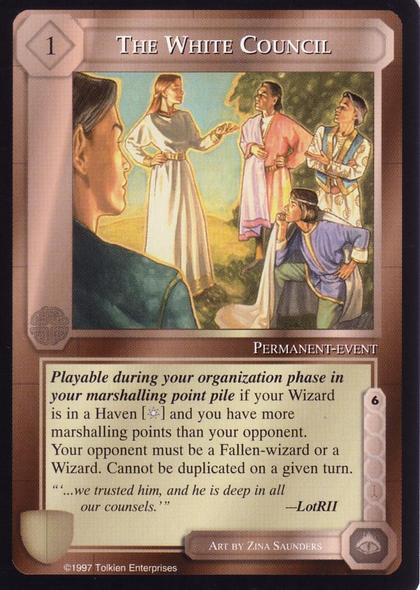 1
THE WHITE COUNCIL
PERMANENT-EVENT
Playable during your organization phase in
your marshalling point pile if your Wizard
is in a Haven [☼] and you have more
marshalling points than your opponent.
Your opponent must be a Fallen-wizard or a
Wizard. Cannot be duplicated on a given turn.
6
“‘...we trusted him, and he is deep in all
our counsels.’”
—LotRII
ART BY ZINA SAUNDERS
©1997 Tolkien Enterprises